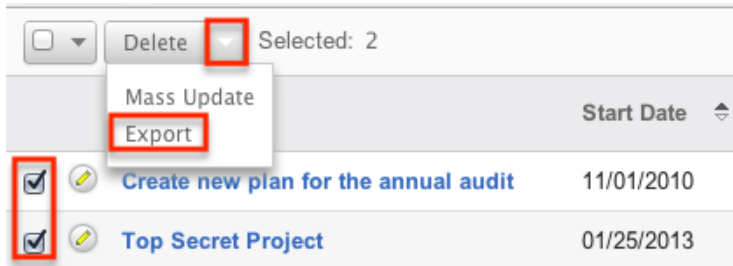 Delete Selected: 2
Mass Update
Export
Start Date
Create new plan for the annual audit 11/01/2010
Top Secret Project 01/25/2013